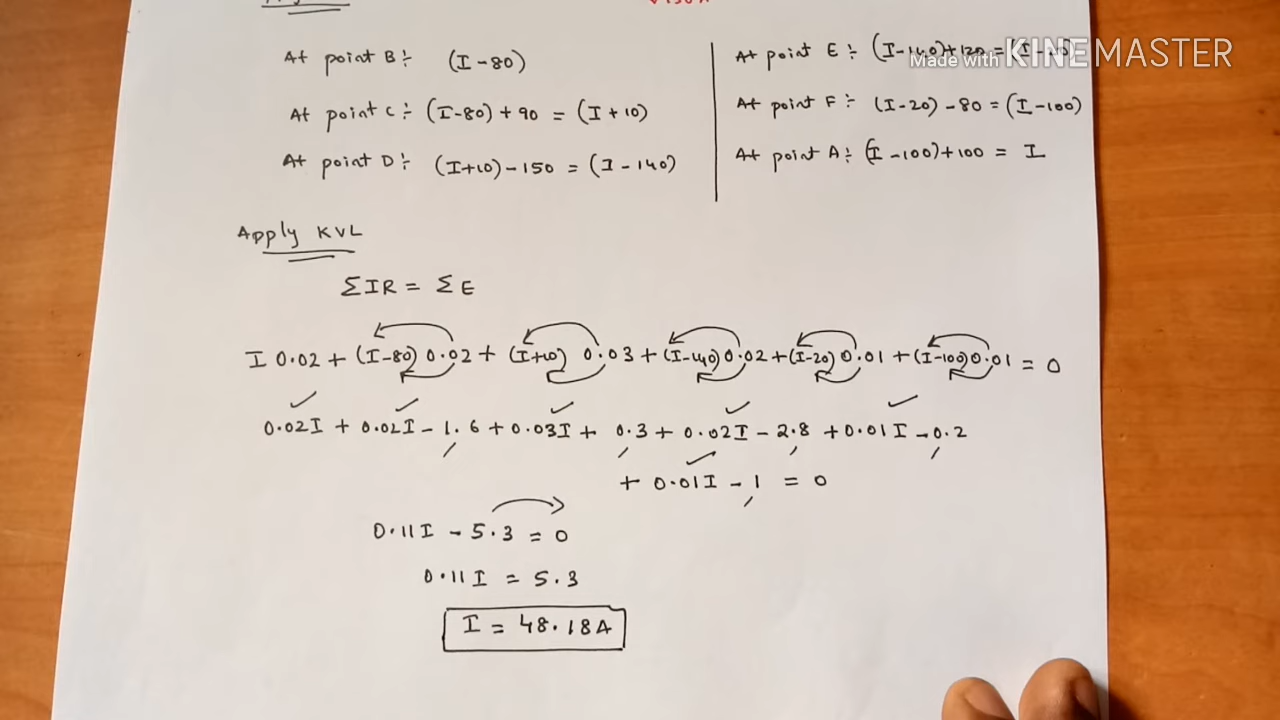 At point B:- (I-80)
At point C:- (I-80)+90 = (I+10)
At point D:- (I+10)-150 = (I-140)
At point E:- (I-140)+120 = (I-20)
At point F:- (I-20)-80 = (I-100)
At point A:- (I-100)+100 = I
Made with KINEMASTER
Apply KVL
ΣIR = ΣE
I 0.02 + (I-80) 0.02 + (I+10) 0.03 + (I-140) 0.02 + (I-20) 0.01 + (I-100) 0.01 = 0
0.02I + 0.02I - 1.6 + 0.03I + 0.3 + 0.02I - 2.8 + 0.01I - 0.2
+ 0.01I - 1 = 0
0.11I - 5.3 = 0
0.11I = 5.3
I = 48.18A